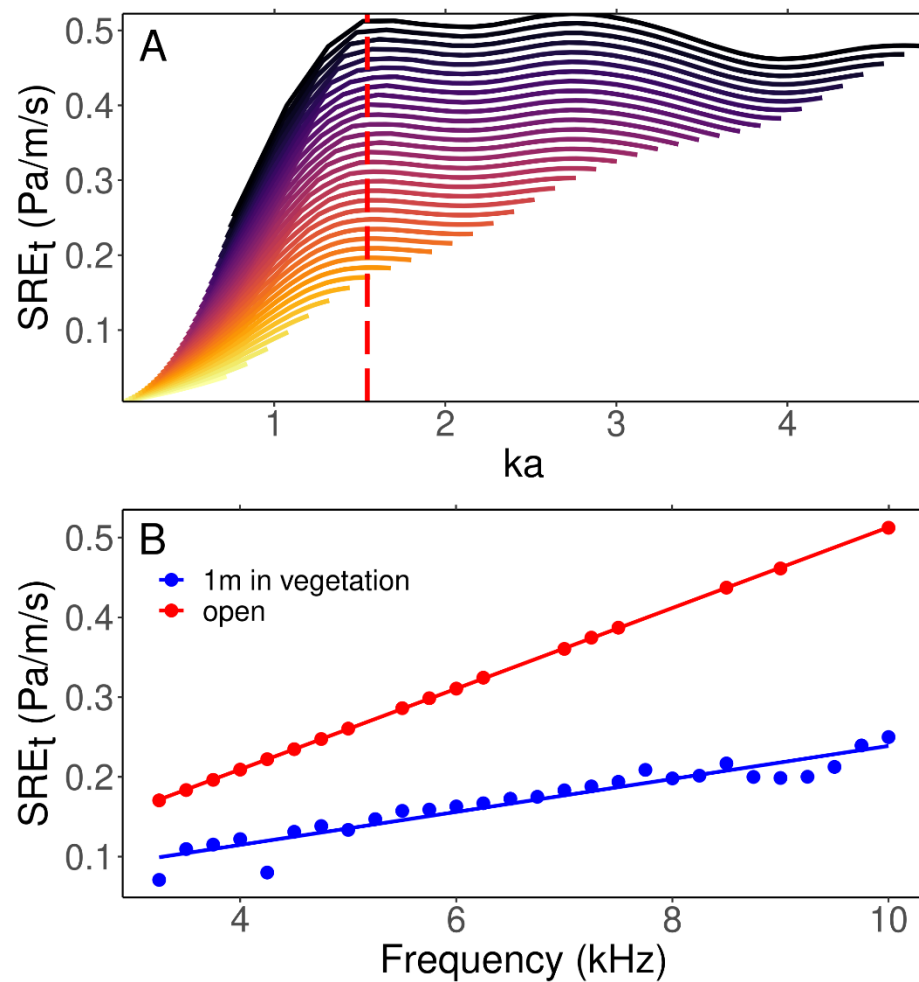 A
SREt (Pa/m/s)
0.5
0.4
0.3
0.2
0.1
1 2 3 4
ka
B
1m in vegetation
open
SREt (Pa/m/s)
0.5
0.4
0.3
0.2
0.1
4 6 8 10
Frequency (kHz)